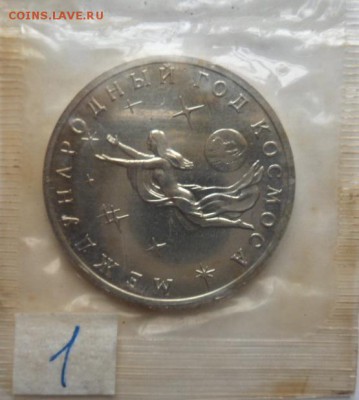 COINS.LAVE.RU
МЕЖДУНАРОДНЫЙ ГОД КОСМОСА
1